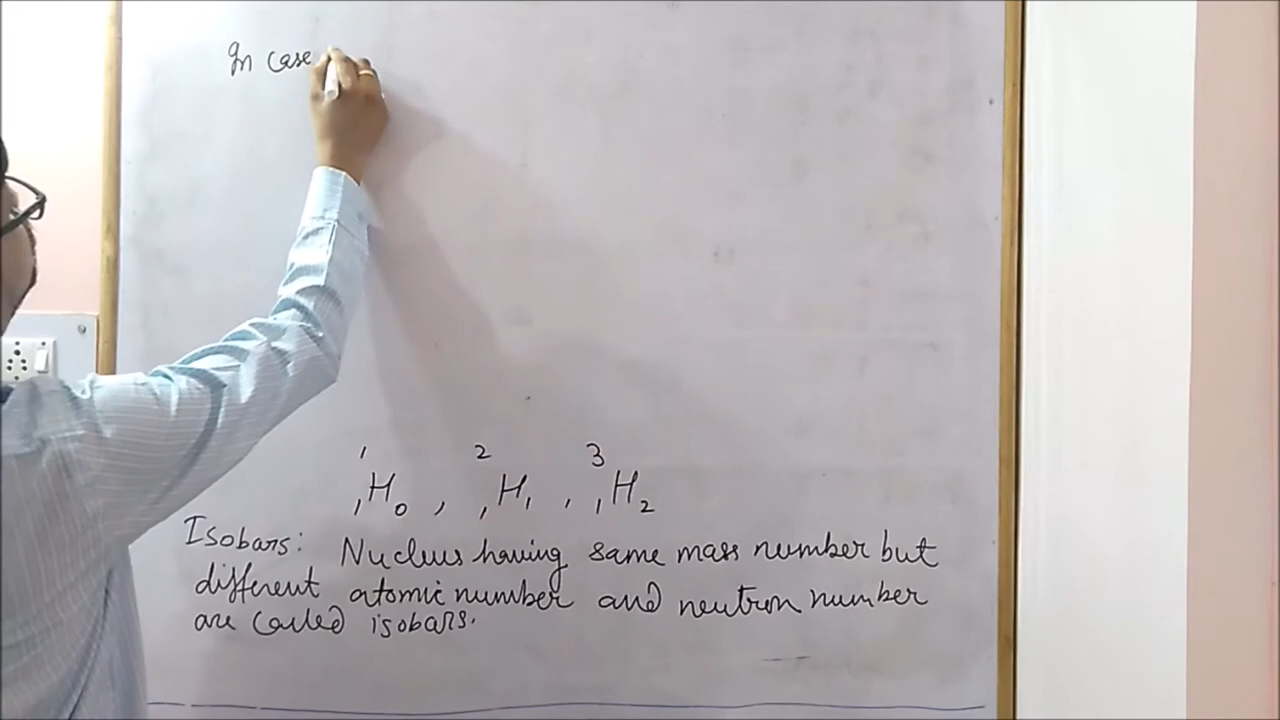 In case
¹₁H₀ , ²₁H₁ , ³₁H₂
Isobars: Nucleus having same mass number but
different atomic number and neutron number
are called isobars.